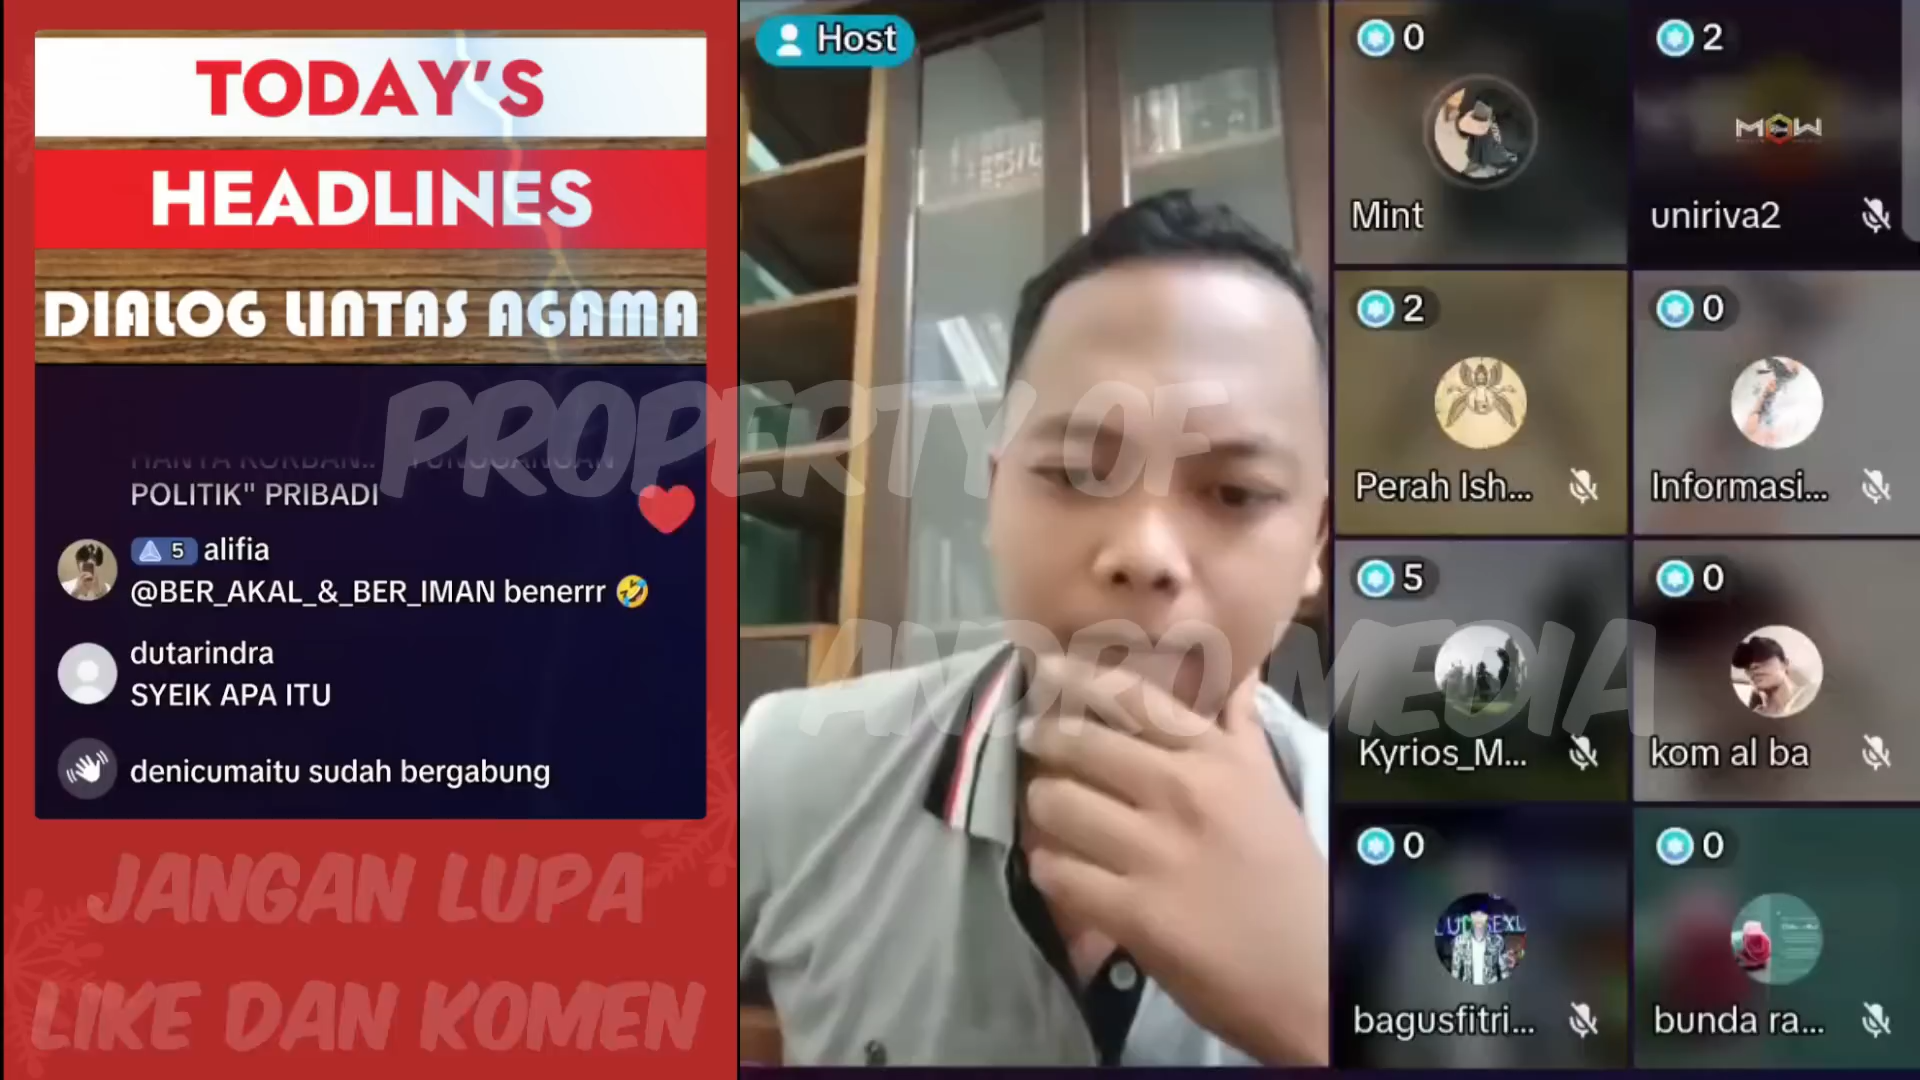 TODAY'S
HEADLINES
DIALOG LINTAS AGAMA
POLITIK" PRIBADI
5 alifia
@BER_AKAL_&_BER_IMAN benerrr 🤣
dutarindra
SYEIK APA ITU
denicumaitu sudah bergabung
JANGAN LUPA
LIKE DAN KOMEN
PROPERTY OF
ANDRO MEDIA
Host
0
Mint
2
MOW
uniriva2
2
Perah Ish...
0
Informasi...
5
Kyrios_M...
0
kom al ba
0
bagusfitri...
0
bunda ra...